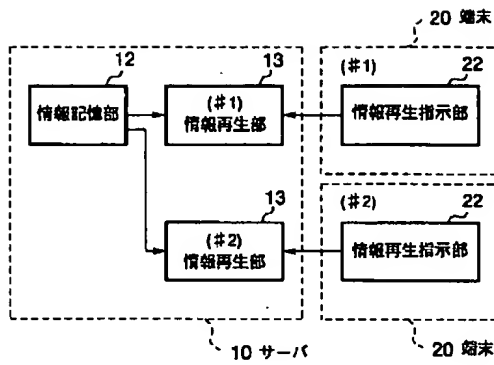 20 端末
12
13
(#1)
22
情報記憶部
(#1)
情報再生部
情報再生指示部
13
(#2)
22
(#2)
情報再生部
情報再生指示部
10 サーバ
20 端末